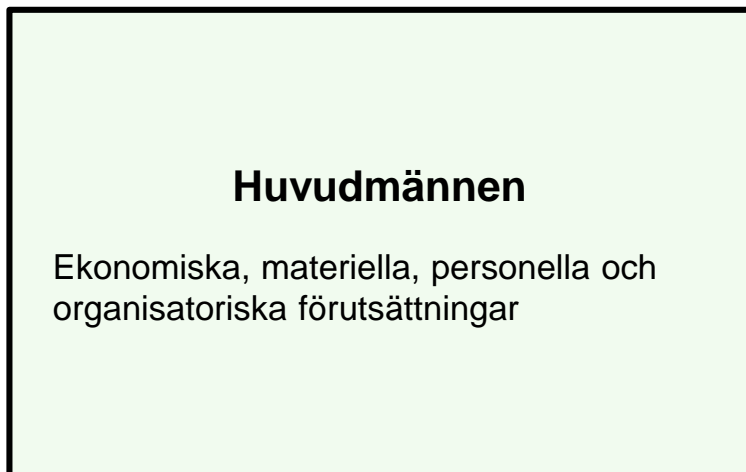 Huvudmännen
Ekonomiska, materiella, personella och
organisatoriska förutsättningar